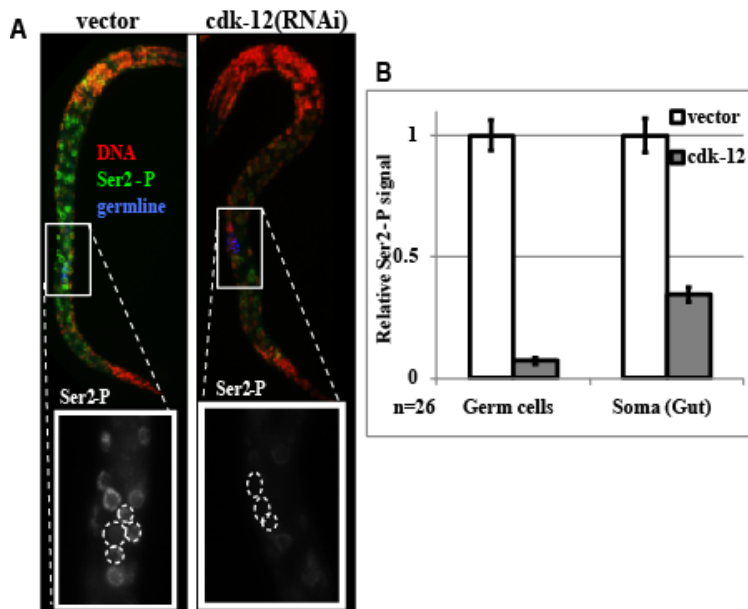 A
vector
cdk-12(RNAi)
DNA
Ser2-P
germline
Ser2-P
Ser2-P
B
vector
cdk-12
Relative Ser2-P signal
1
0.5
0
n=26
Germ cells
Soma (Gut)